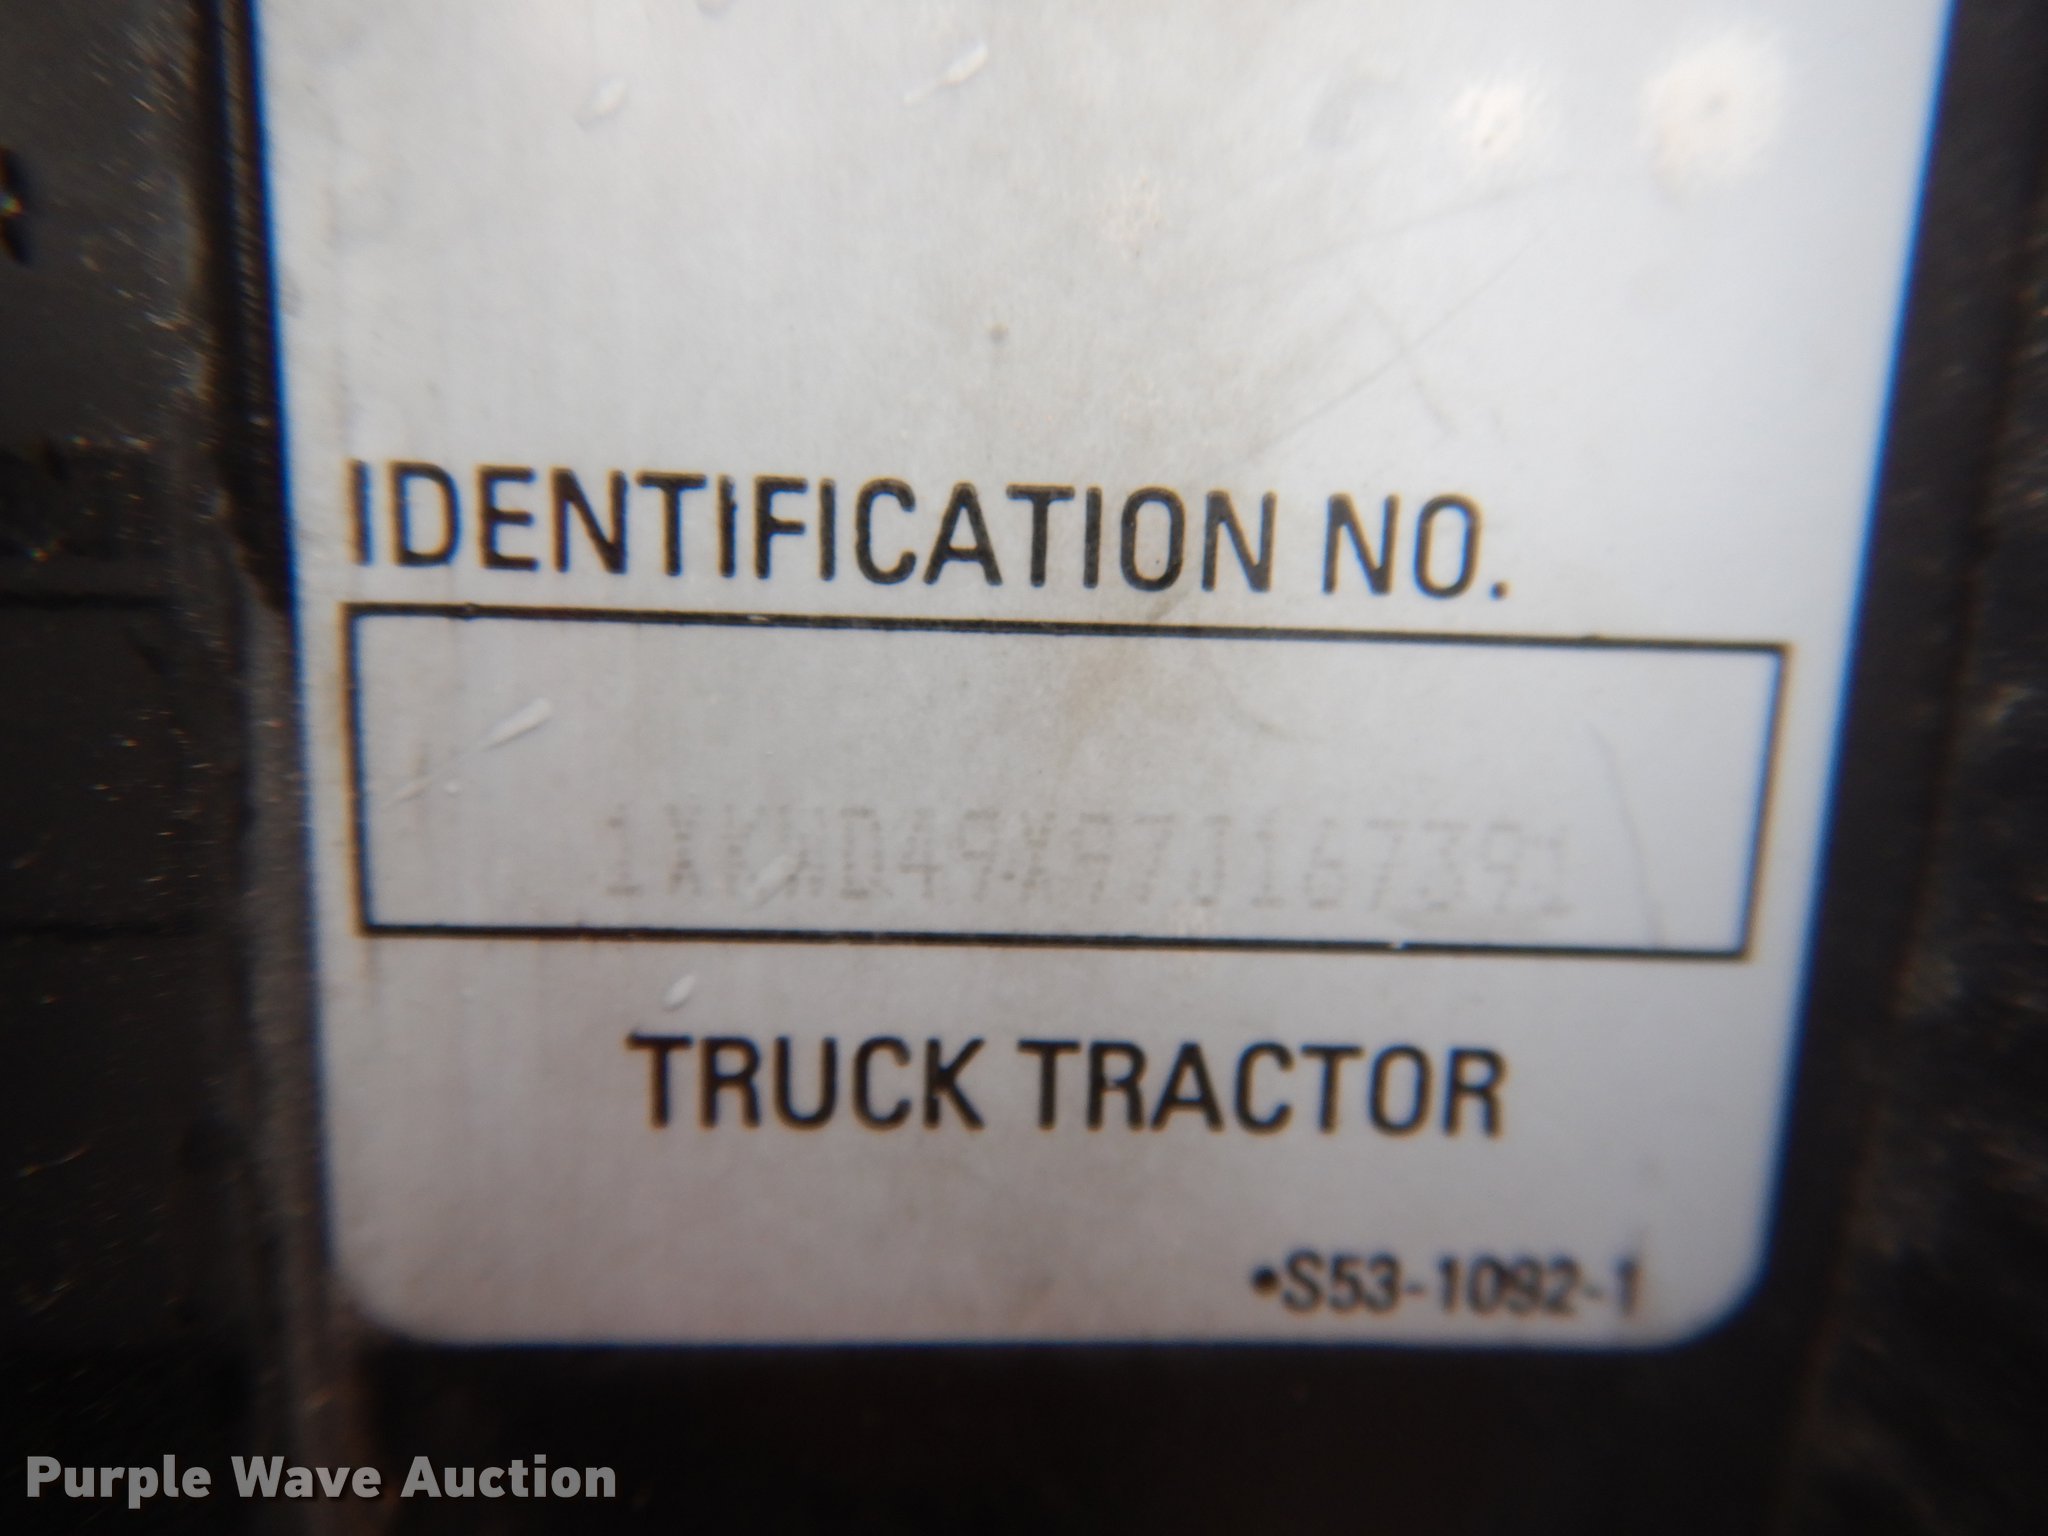 IDENTIFICATION NO.
1XKWD49X97J167391
TRUCK TRACTOR
•S53-1092-1
Purple Wave Auction